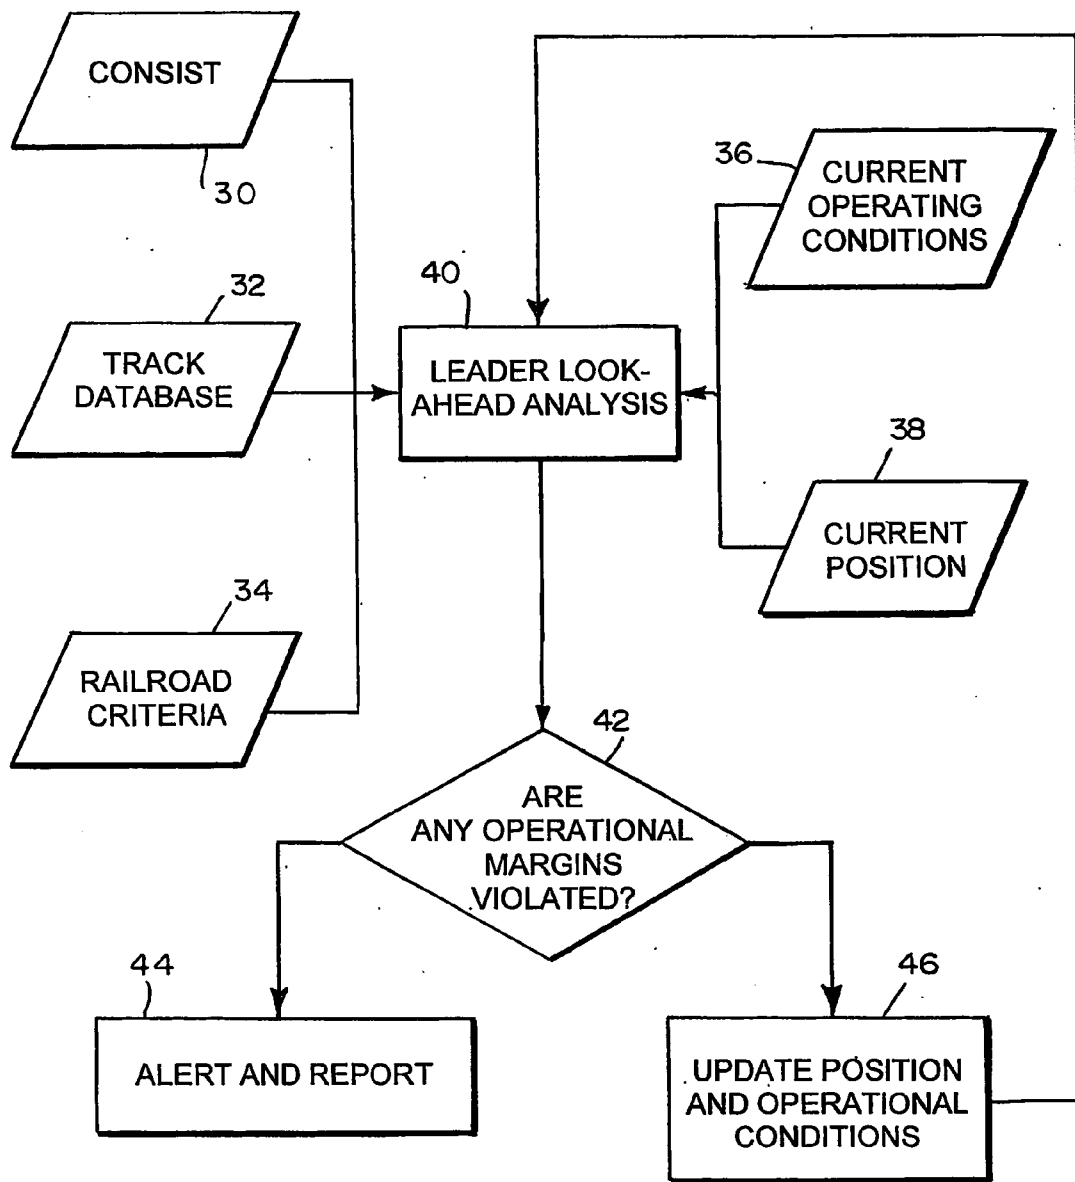 CONSIST
30
36
CURRENT
OPERATING
CONDITIONS
32
TRACK
DATABASE
40
LEADER LOOK-
AHEAD ANALYSIS
38
CURRENT
POSITION
34
RAILROAD
CRITERIA
42
ARE
ANY OPERATIONAL
MARGINS
VIOLATED?
44
ALERT AND REPORT
46
UPDATE POSITION
AND OPERATIONAL
CONDITIONS